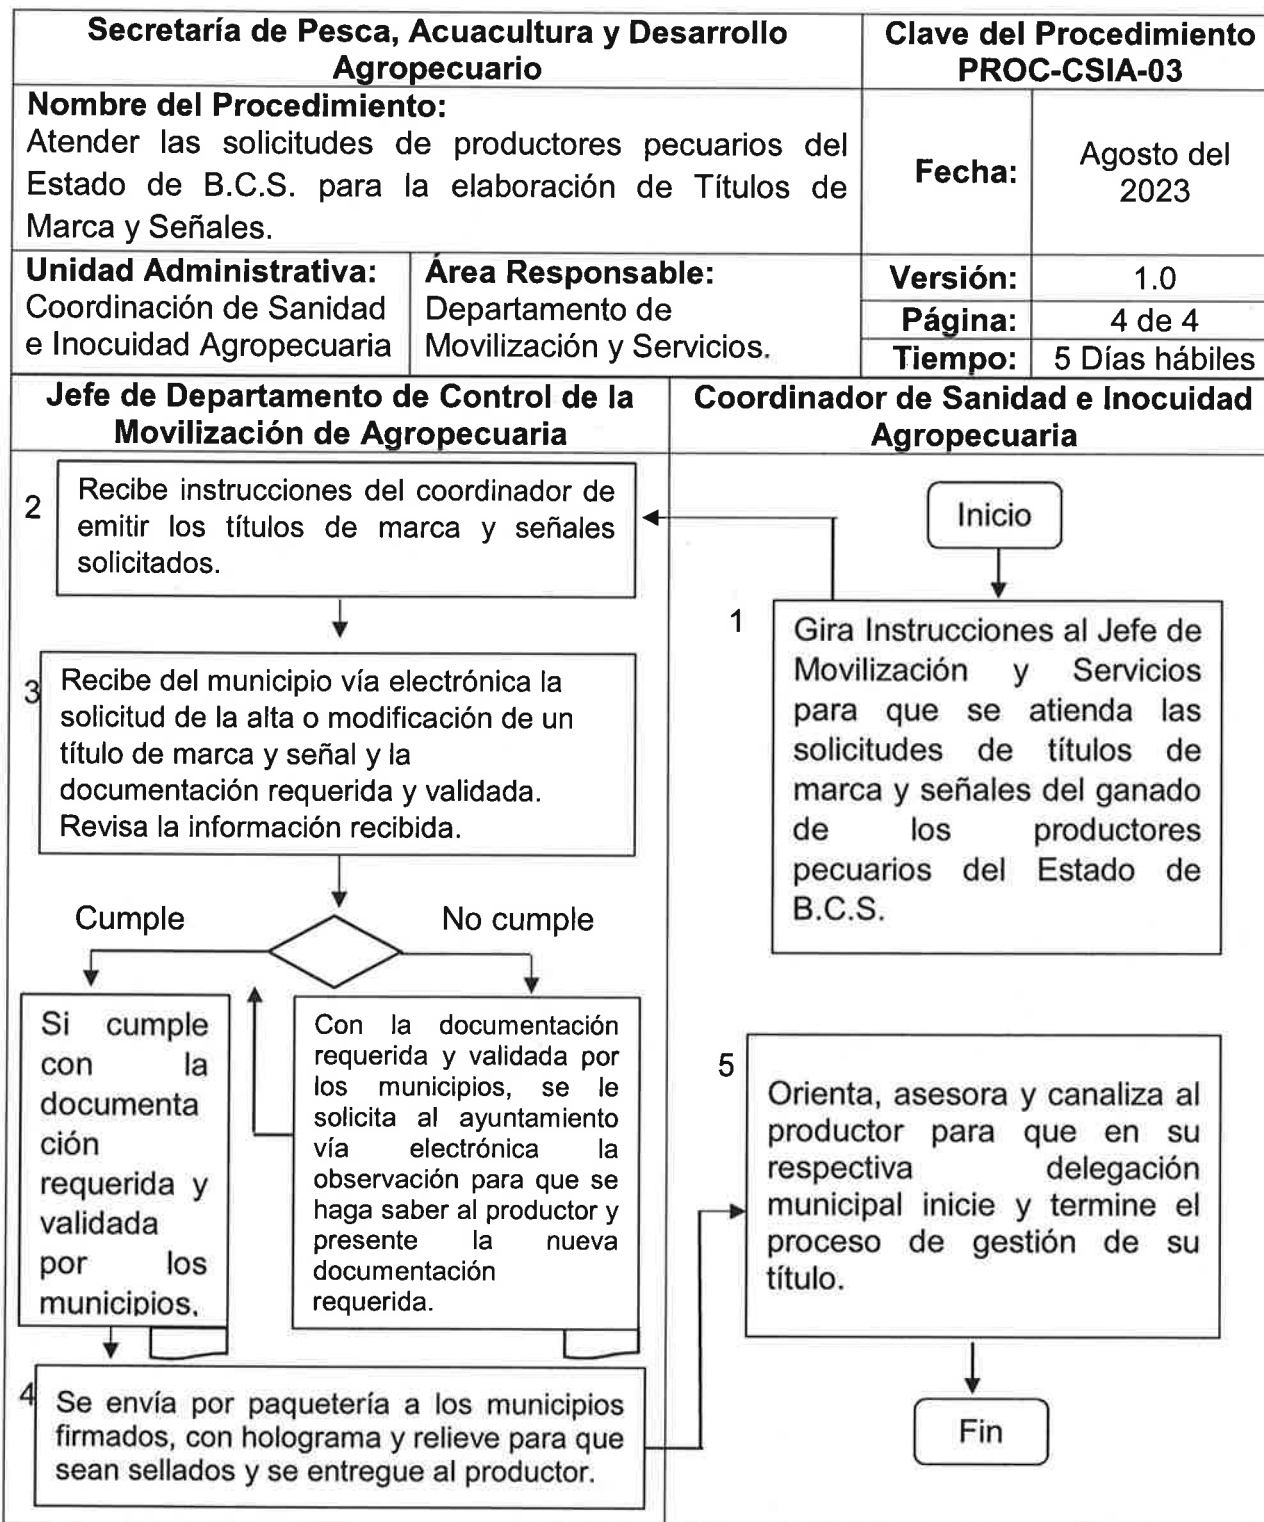 Secretaría de Pesca, Acuacultura y Desarrollo
Agropecuario
Clave del Procedimiento
PROC-CSIA-03
Nombre del Procedimiento:
Atender las solicitudes de productores pecuarios del
Estado de B.C.S. para la elaboración de Títulos de
Marca y Señales.
Fecha:
Agosto del
2023
Unidad Administrativa:
Coordinación de Sanidad
e Inocuidad Agropecuaria
Área Responsable:
Departamento de
Movilización y Servicios.
Versión:
1.0
Página:
4 de 4
Tiempo:
5 Días hábiles
Jefe de Departamento de Control de la
Movilización de Agropecuaria
Coordinador de Sanidad e Inocuidad
Agropecuaria
Inicio
1
Gira Instrucciones al Jefe de
Movilización y Servicios
para que se atienda las
solicitudes de títulos de
marca y señales del ganado
de los productores
pecuarios del Estado de
B.C.S.
2
Recibe instrucciones del coordinador de
emitir los títulos de marca y señales
solicitados.
3
Recibe del municipio vía electrónica la
solicitud de la alta o modificación de un
título de marca y señal y la
documentación requerida y validada.
Revisa la información recibida.
Cumple
No cumple
Si cumple
con la
documenta
ción
requerida y
validada
por los
municipios.
Con la documentación
requerida y validada por
los municipios, se le
solicita al ayuntamiento
vía electrónica la
observación para que se
haga saber al productor y
presente la nueva
documentación
requerida.
4
Se envía por paquetería a los municipios
firmados, con holograma y relieve para que
sean sellados y se entregue al productor.
5
Orienta, asesora y canaliza al
productor para que en su
respectiva delegación
municipal inicie y termine el
proceso de gestión de su
título.
Fin